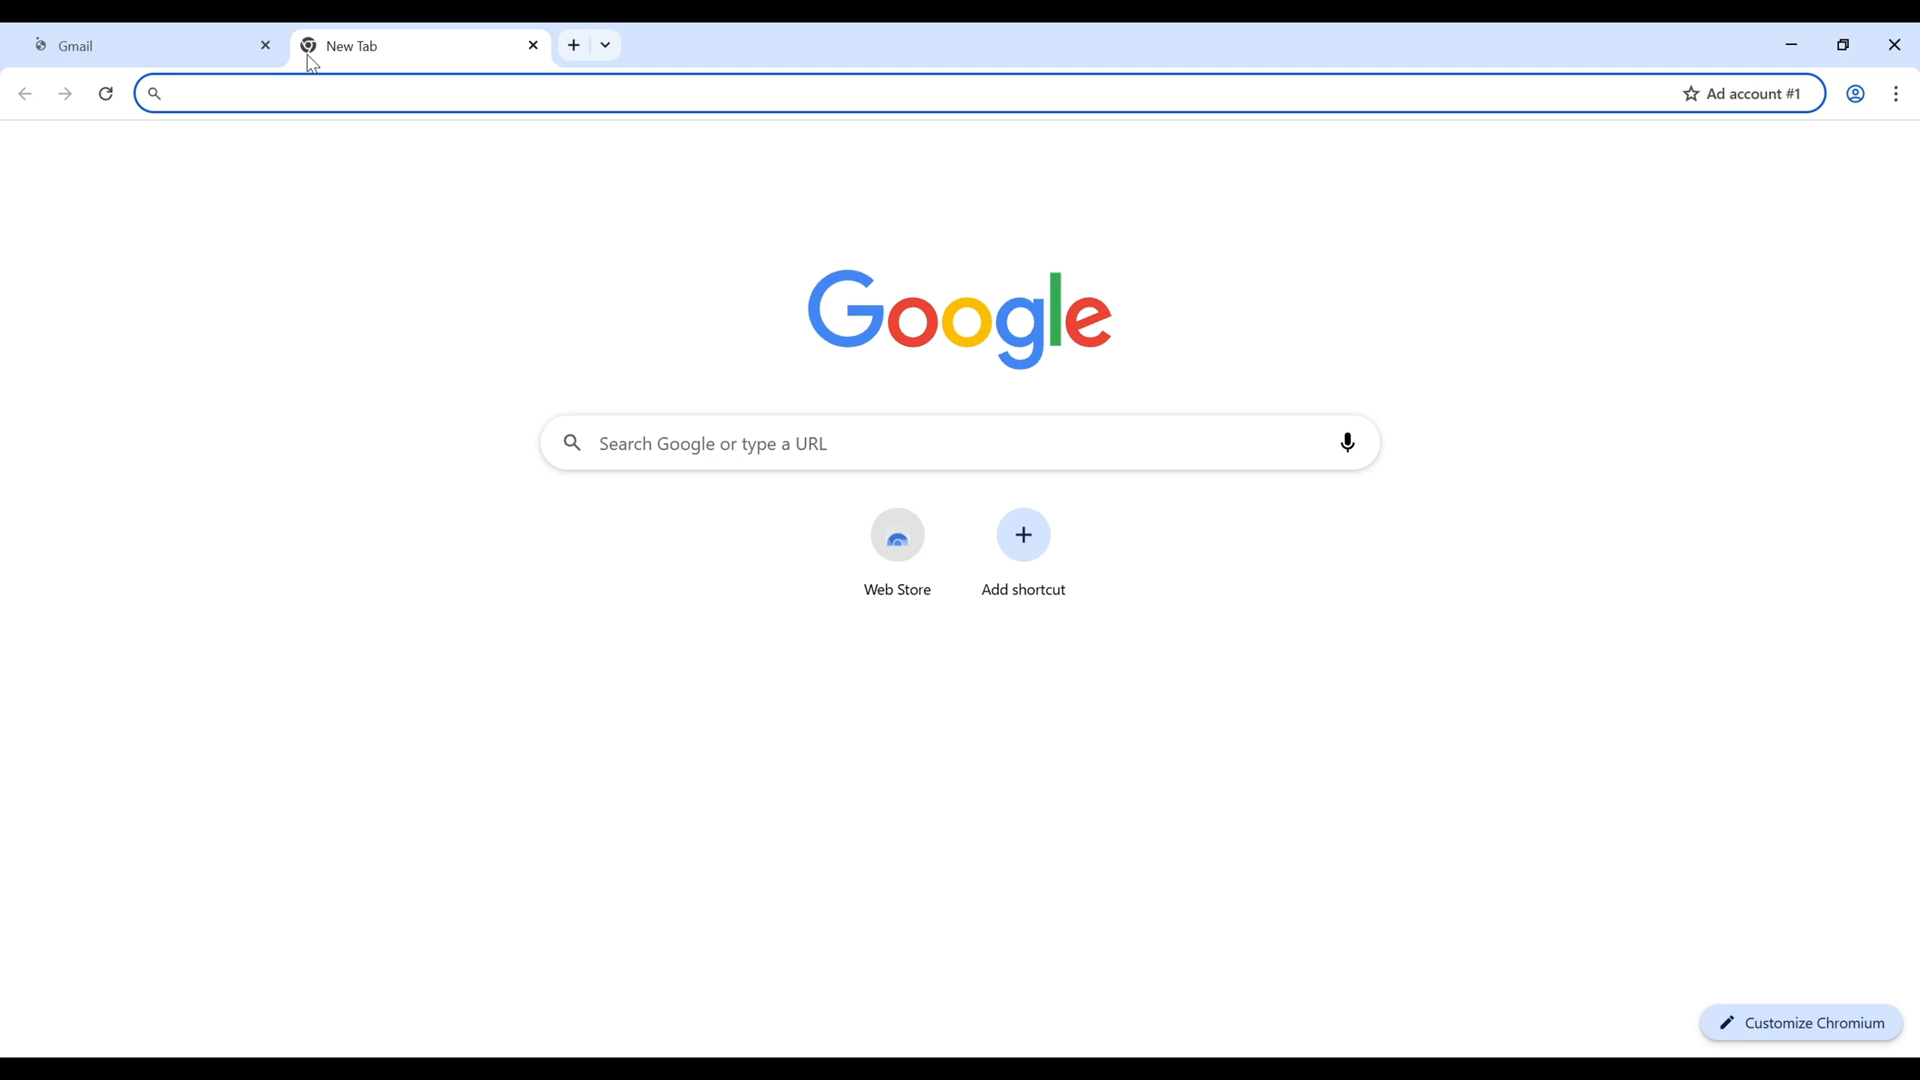 Gmail
New Tab
Ad account #1
Google
Search Google or type a URL
Web Store
Add shortcut
Customize Chromium